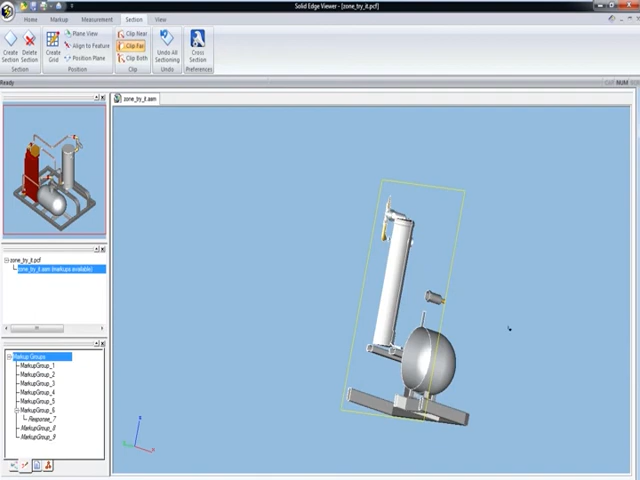 Solid Edge Viewer - [zone_try_it.pcf]
Home Markup Measurement Section View
Create Section
Delete Section
Section
Create Grid
Plane View
Align to Feature
Position Plane
Position
Clip Near
Clip Far
Clip Both
Clip
Undo All Sectioning
Undo
Cross Section
Preferences
Ready
NUM
zone_try_it.asm
zone_try_it.pcf
zone_try_it.asm (markups available)
Markup Groups
MarkupGroup_1
MarkupGroup_2
MarkupGroup_3
MarkupGroup_4
MarkupGroup_5
MarkupGroup_6
Response_7
MarkupGroup_8
MarkupGroup_9